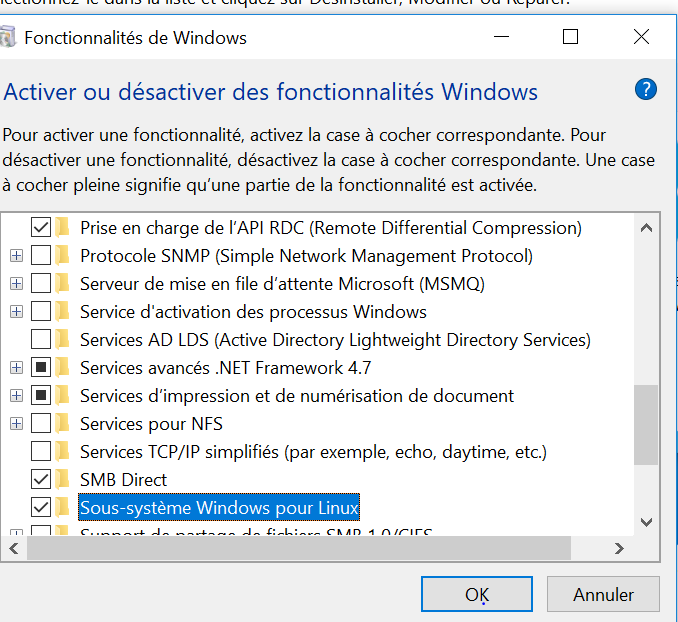 lectionnez-le dans la liste et cliquez sur Désinstaller, Modifier ou Réparer.
Fonctionnalités de Windows
Activer ou désactiver des fonctionnalités Windows
?
Pour activer une fonctionnalité, activez la case à cocher correspondante. Pour
désactiver une fonctionnalité, désactivez la case à cocher correspondante. Une case
à cocher pleine signifie qu’une partie de la fonctionnalité est activée.
Prise en charge de l’API RDC (Remote Differential Compression)
Protocole SNMP (Simple Network Management Protocol)
Serveur de mise en file d’attente Microsoft (MSMQ)
Service d'activation des processus Windows
Services AD LDS (Active Directory Lightweight Directory Services)
Services avancés .NET Framework 4.7
Services d’impression et de numérisation de document
Services pour NFS
Services TCP/IP simplifiés (par exemple, echo, daytime, etc.)
SMB Direct
Sous-système Windows pour Linux
Support de partage de fichiers SMB 1.0/CIFS
OK
Annuler